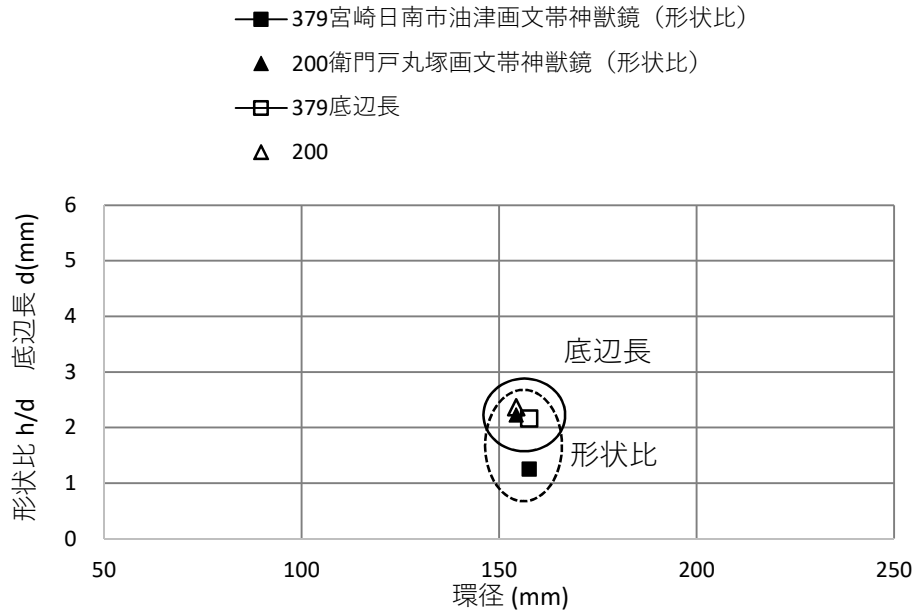 379宮崎日南市油津画文帯神獣鏡（形状比）
200衛門戸丸塚画文帯神獣鏡（形状比）
379底辺長
200
形状比 h/d　底辺長 d(mm)
6
5
4
3
2
1
0
底辺長
形状比
50
100
150
200
250
環径 (mm)